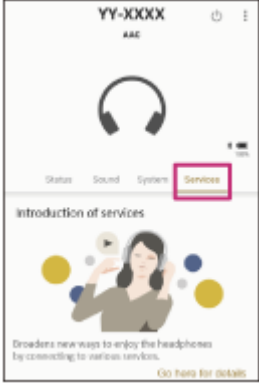 YY-XXXX
AAC
100%
Status Sound System Services
Introduction of services
Broadens new ways to enjoy the headphones
by connecting to various services.
Go here for details